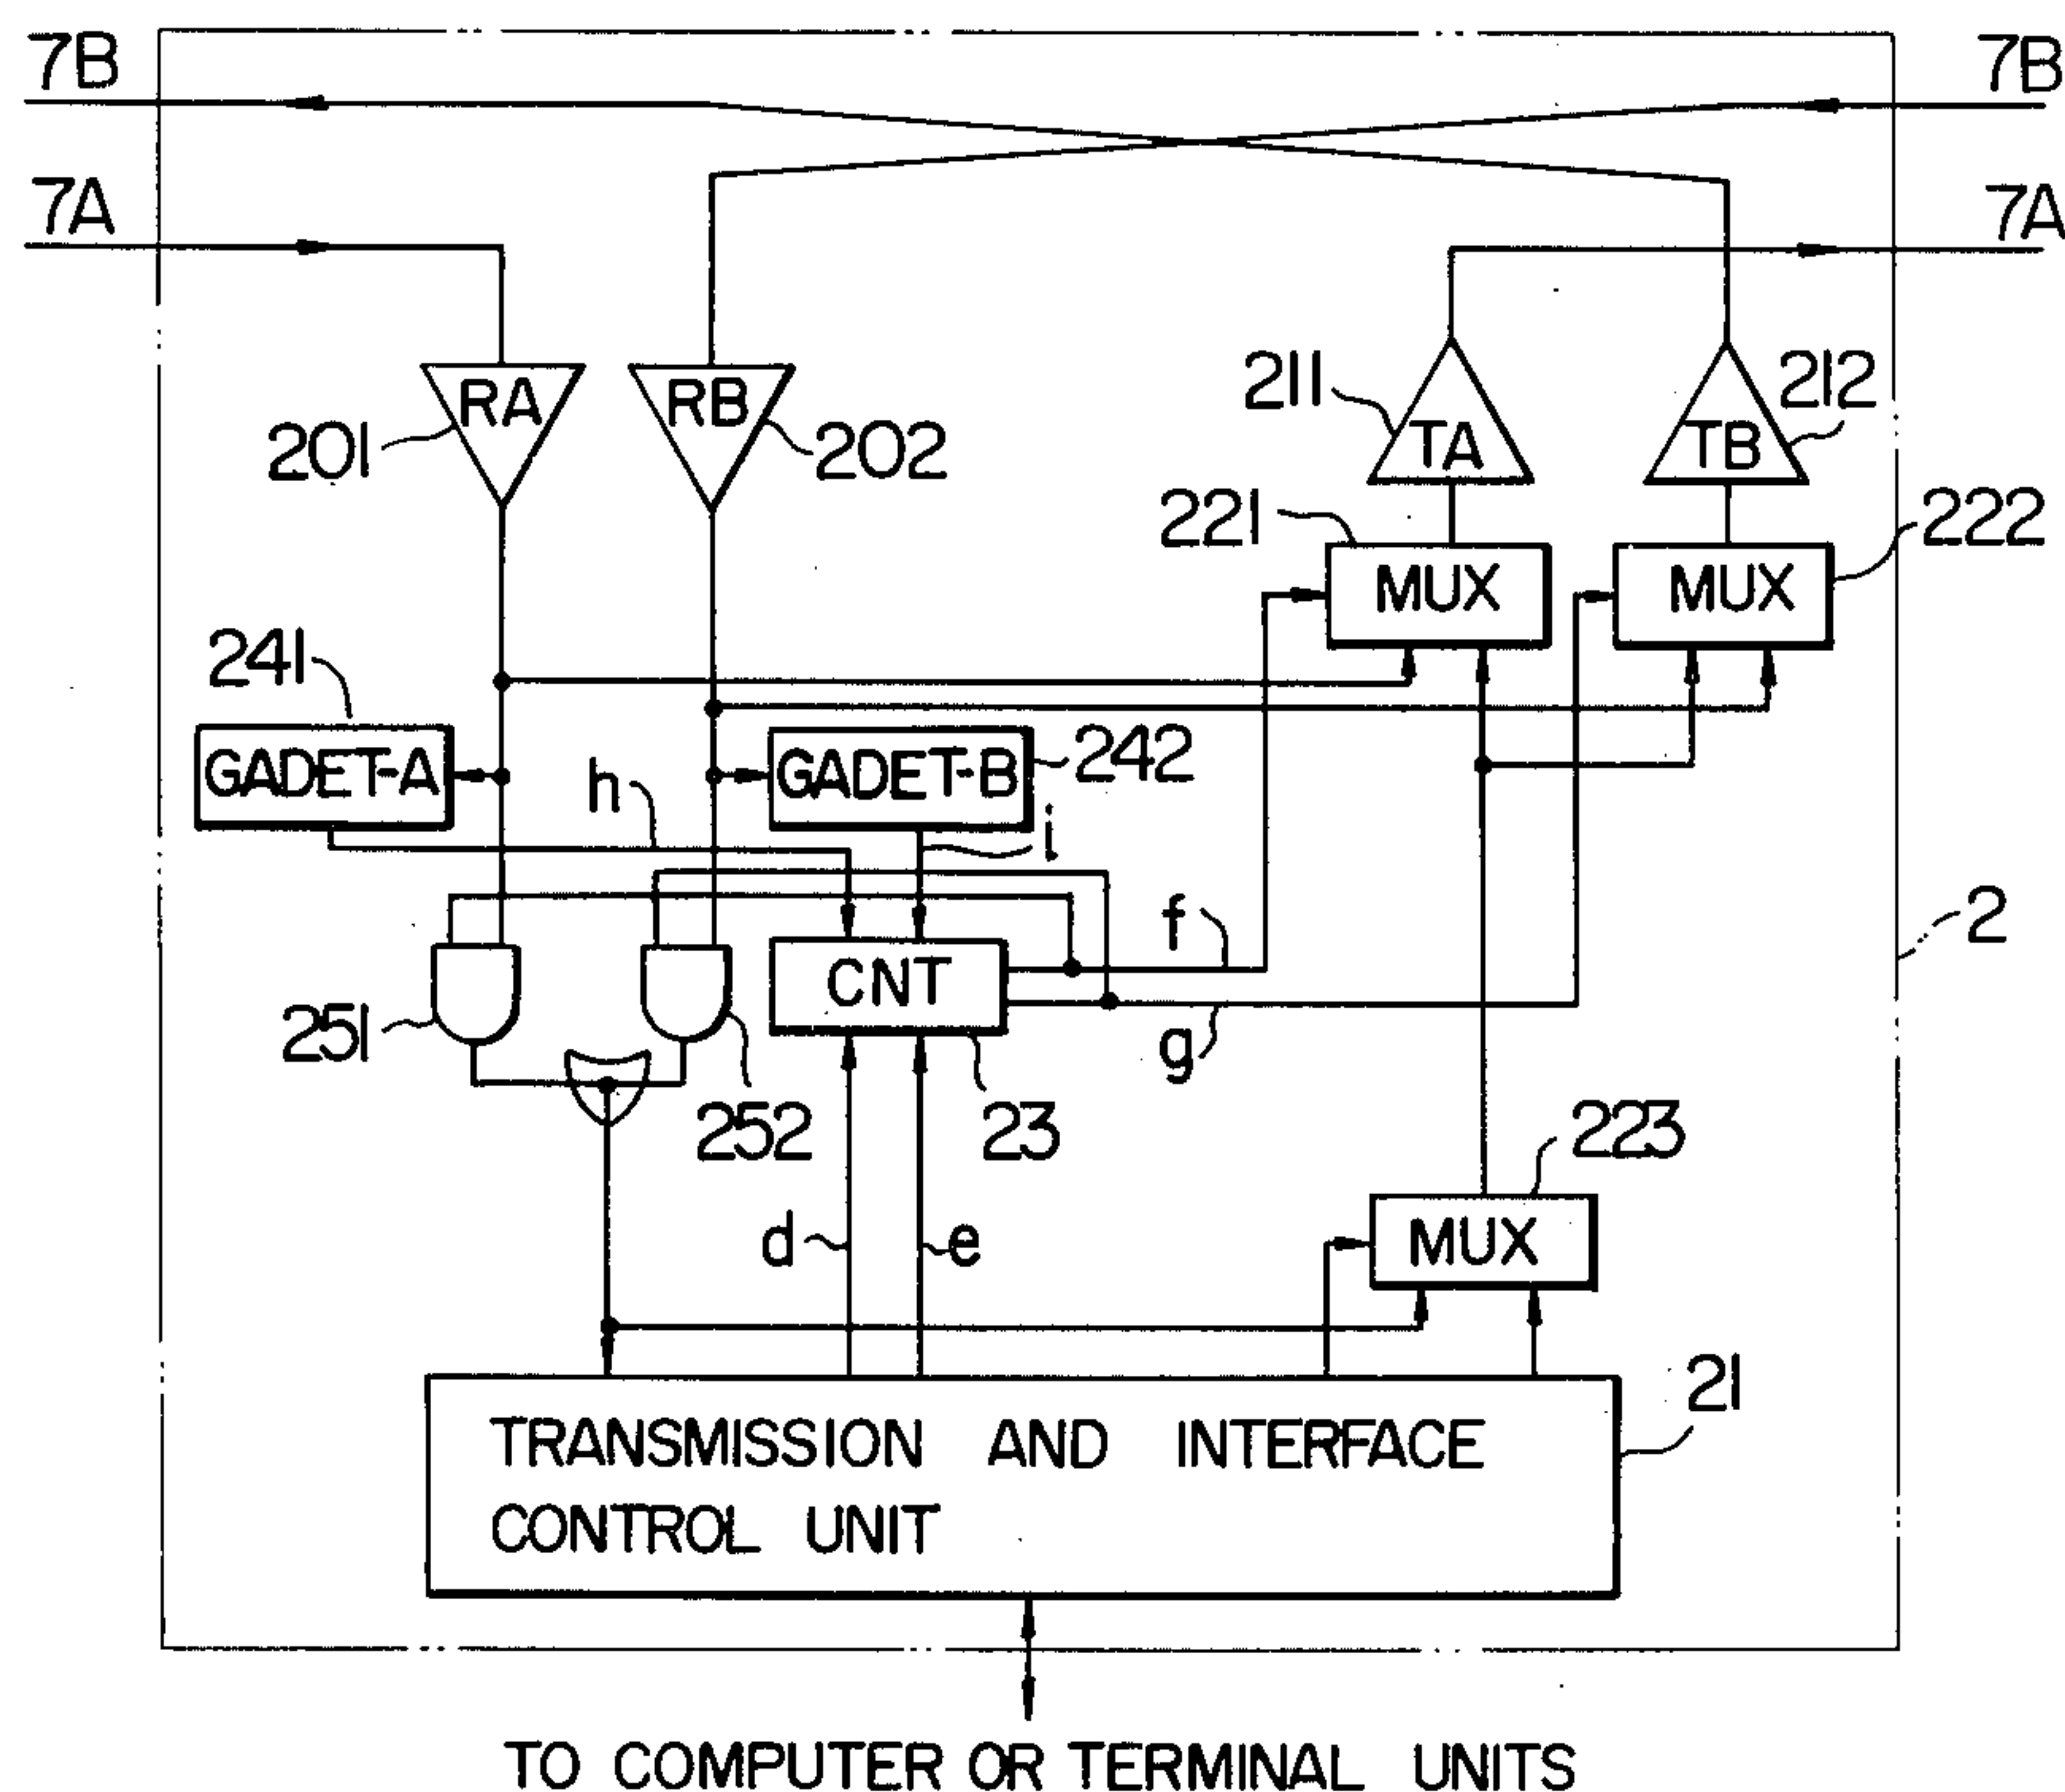 7B 7B
7A 7A
RA RB
201 202
211 212
TA TB
221 222
MUX MUX
241
GADET-A h GADET-B 242
i
f
CNT
2
251 g
252 23 223
d e MUX
21
TRANSMISSION AND INTERFACE
CONTROL UNIT
TO COMPUTER OR TERMINAL UNITS